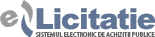 e-Licitatie
SISTEMUL ELECTRONIC DE ACHIZITII PUBLICE